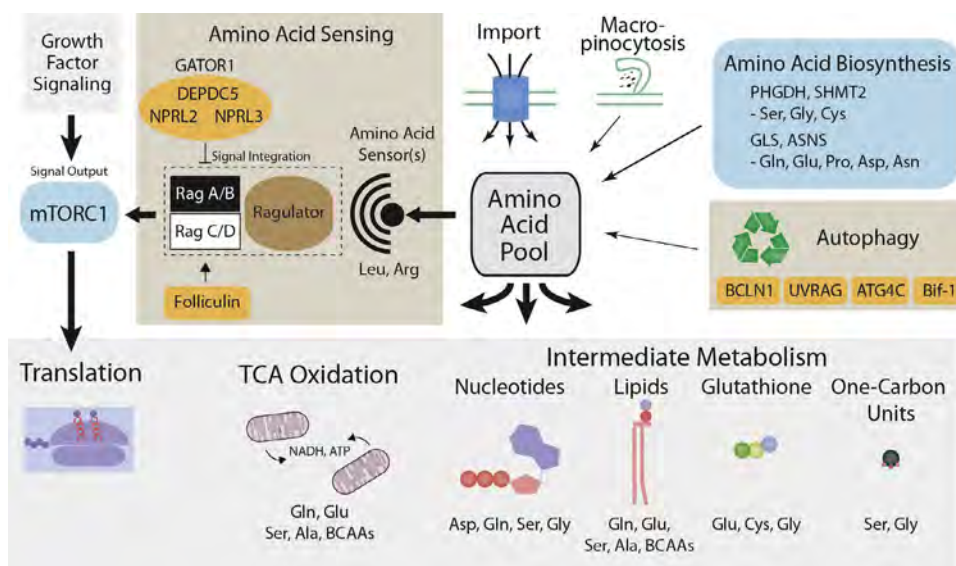 Growth
Factor
Signaling
Signal Output
mTORC1
Amino Acid Sensing
GATOR1
DEPDC5
NPRL2 NPRL3
Signal Integration
Rag A/B
Rag C/D
Ragulator
Folliculin
Amino Acid
Sensor(s)
Leu, Arg
Import
Macro-
pinocytosis
Amino
Acid
Pool
Amino Acid Biosynthesis
PHGDH, SHMT2
- Ser, Gly, Cys
GLS, ASNS
- Gln, Glu, Pro, Asp, Asn
Autophagy
BCLN1 UVRAG ATG4C Bif-1
Translation
TCA Oxidation
NADH, ATP
Gln, Glu
Ser, Ala, BCAAs
Intermediate Metabolism
Nucleotides
Asp, Gln, Ser, Gly
Lipids
Gln, Glu,
Ser, Ala, BCAAs
Glutathione
Glu, Cys, Gly
One-Carbon
Units
Ser, Gly